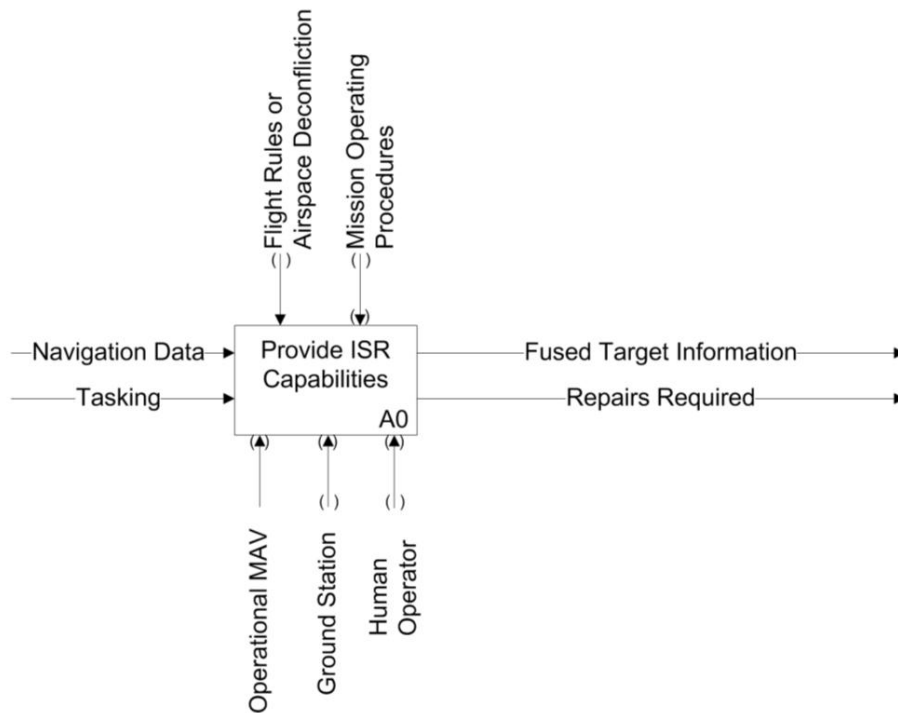 Flight Rules or
Airspace Deconfliction
Mission Operating
Procedures
( )
( )
( )
Navigation Data
Provide ISR
Capabilities
Fused Target Information
Tasking
A0
Repairs Required
( )
( )
( )
( )
( )
Operational MAV
Ground Station
Human
Operator